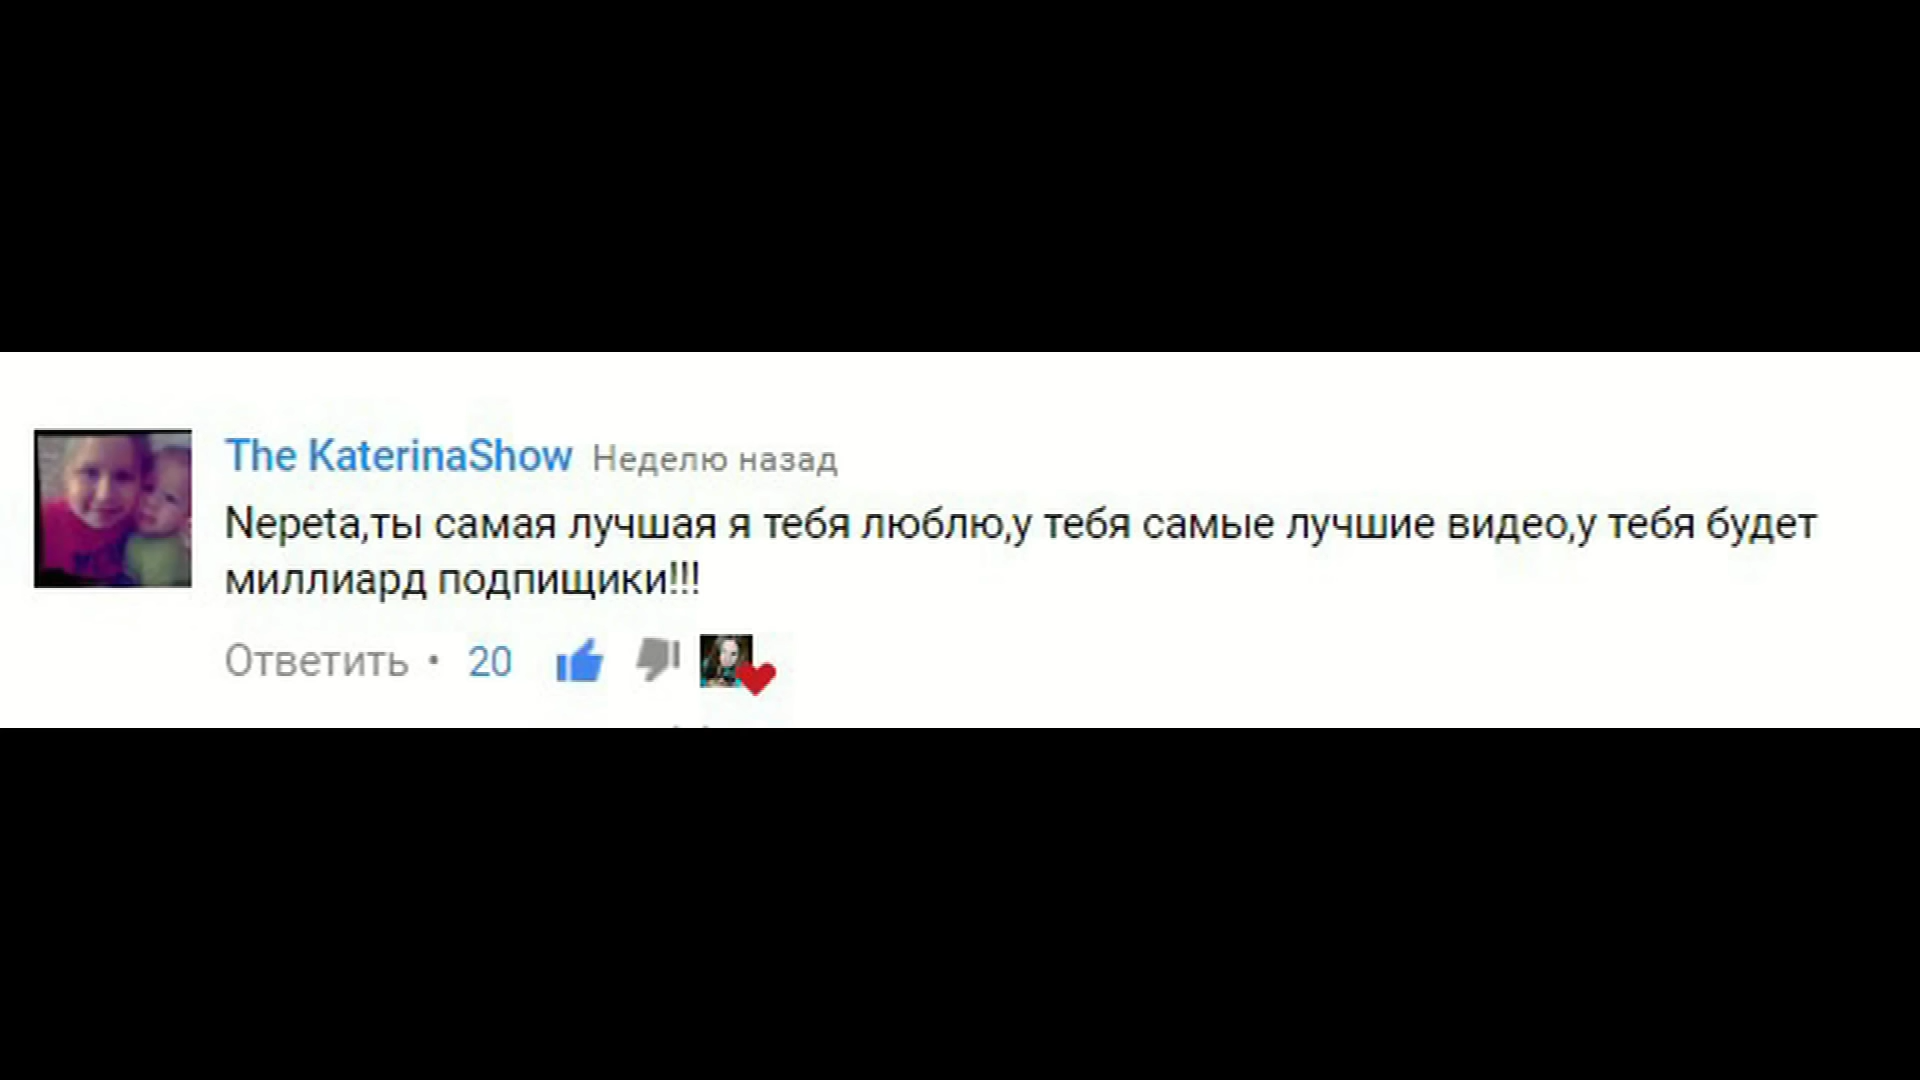 The KaterinaShow Неделю назад
Nepeta,ты самая лучшая я тебя люблю,у тебя самые лучшие видео,у тебя будет
миллиард подпищики!!!
Ответить • 20